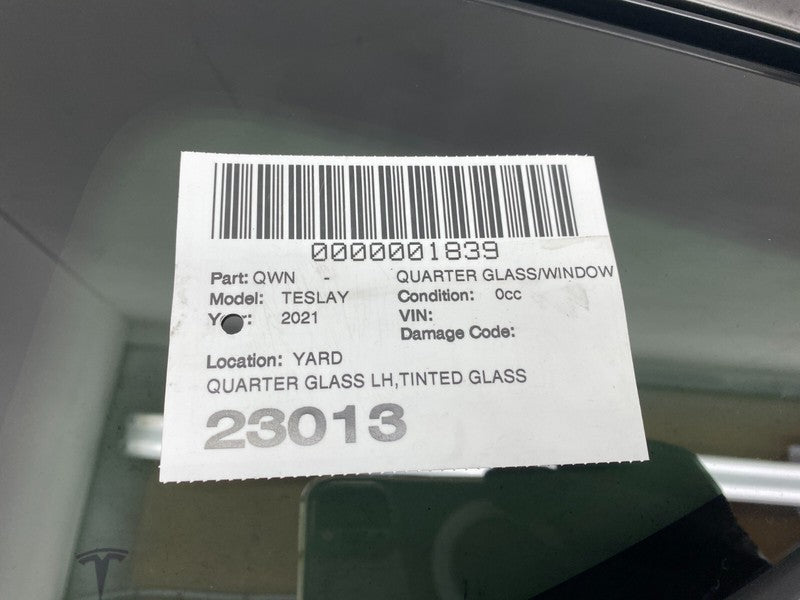 0000001839
Part: QWN - QUARTER GLASS/WINDOW
Model: TESLAY Condition: 0cc
Year: 2021 VIN:
Damage Code:
Location: YARD
QUARTER GLASS LH,TINTED GLASS
23013